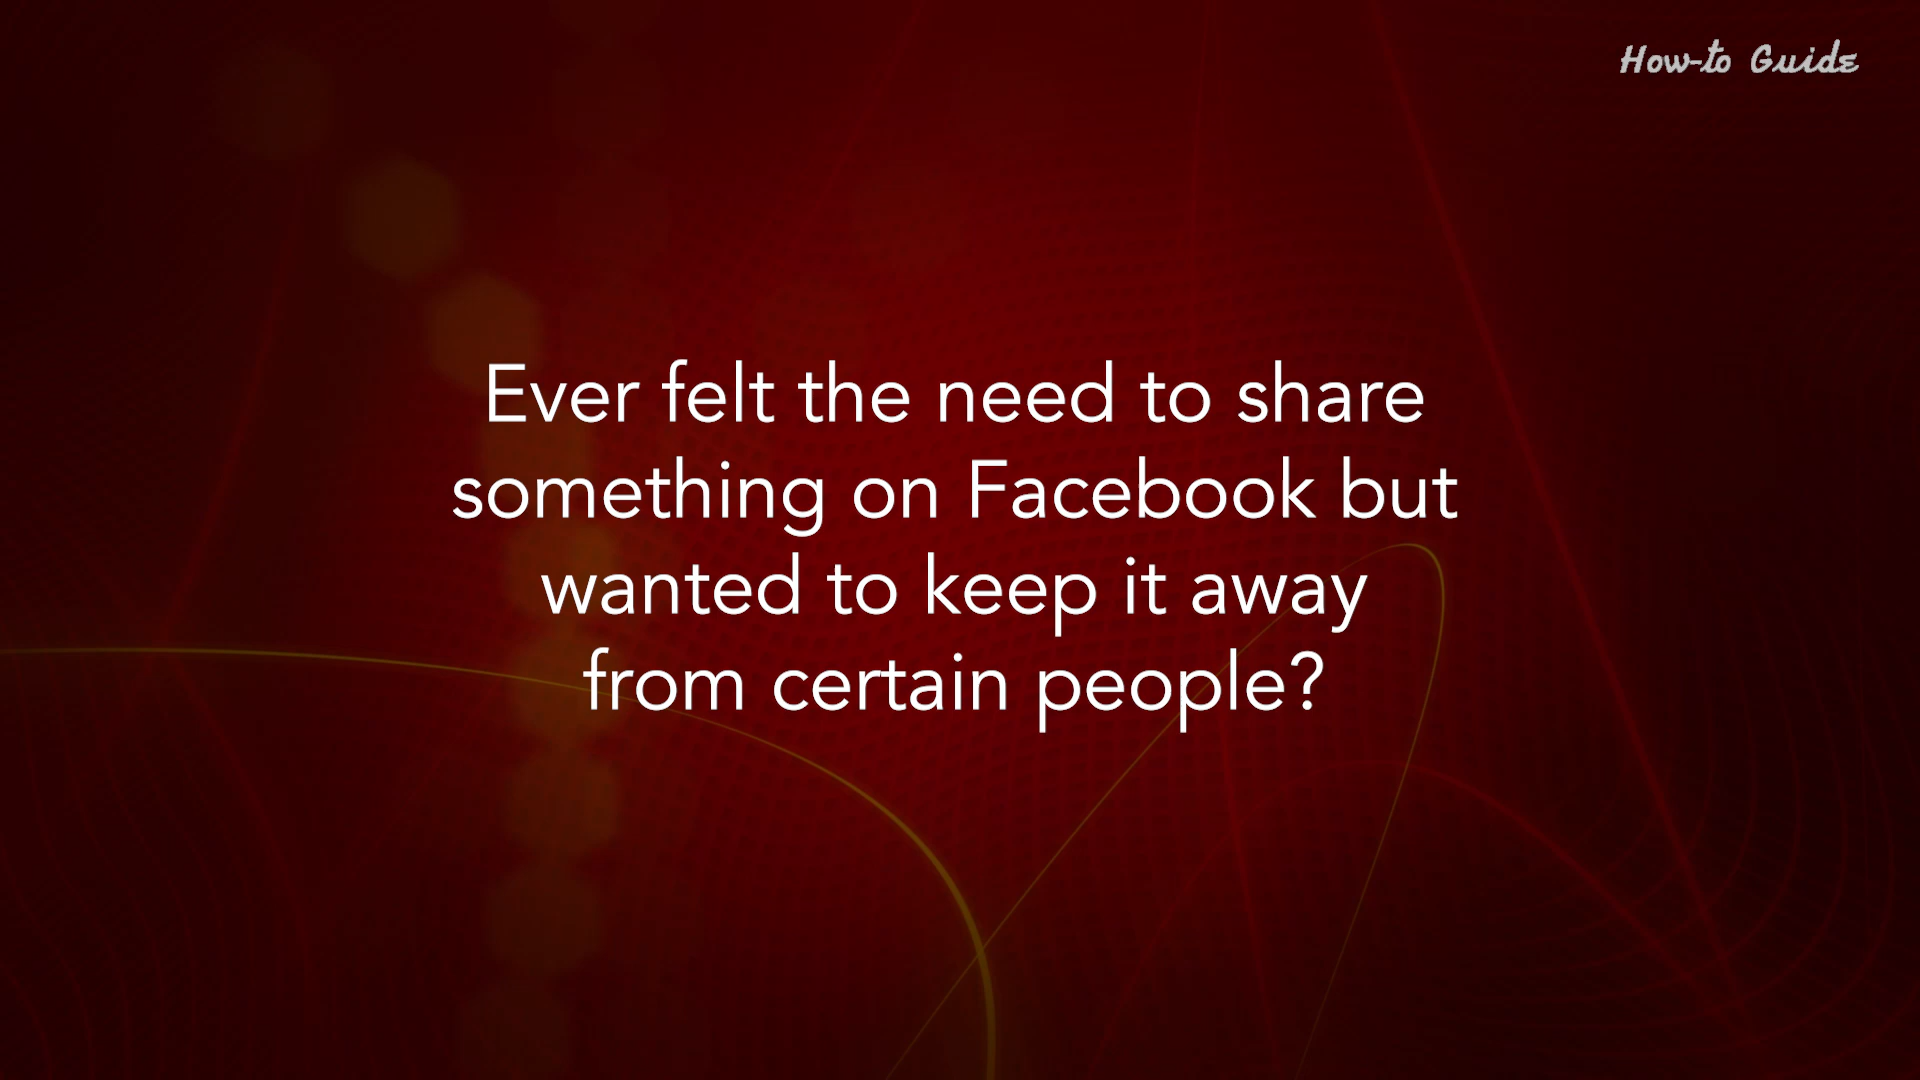 How-to Guide
Ever felt the need to share
something on Facebook but
wanted to keep it away
from certain people?